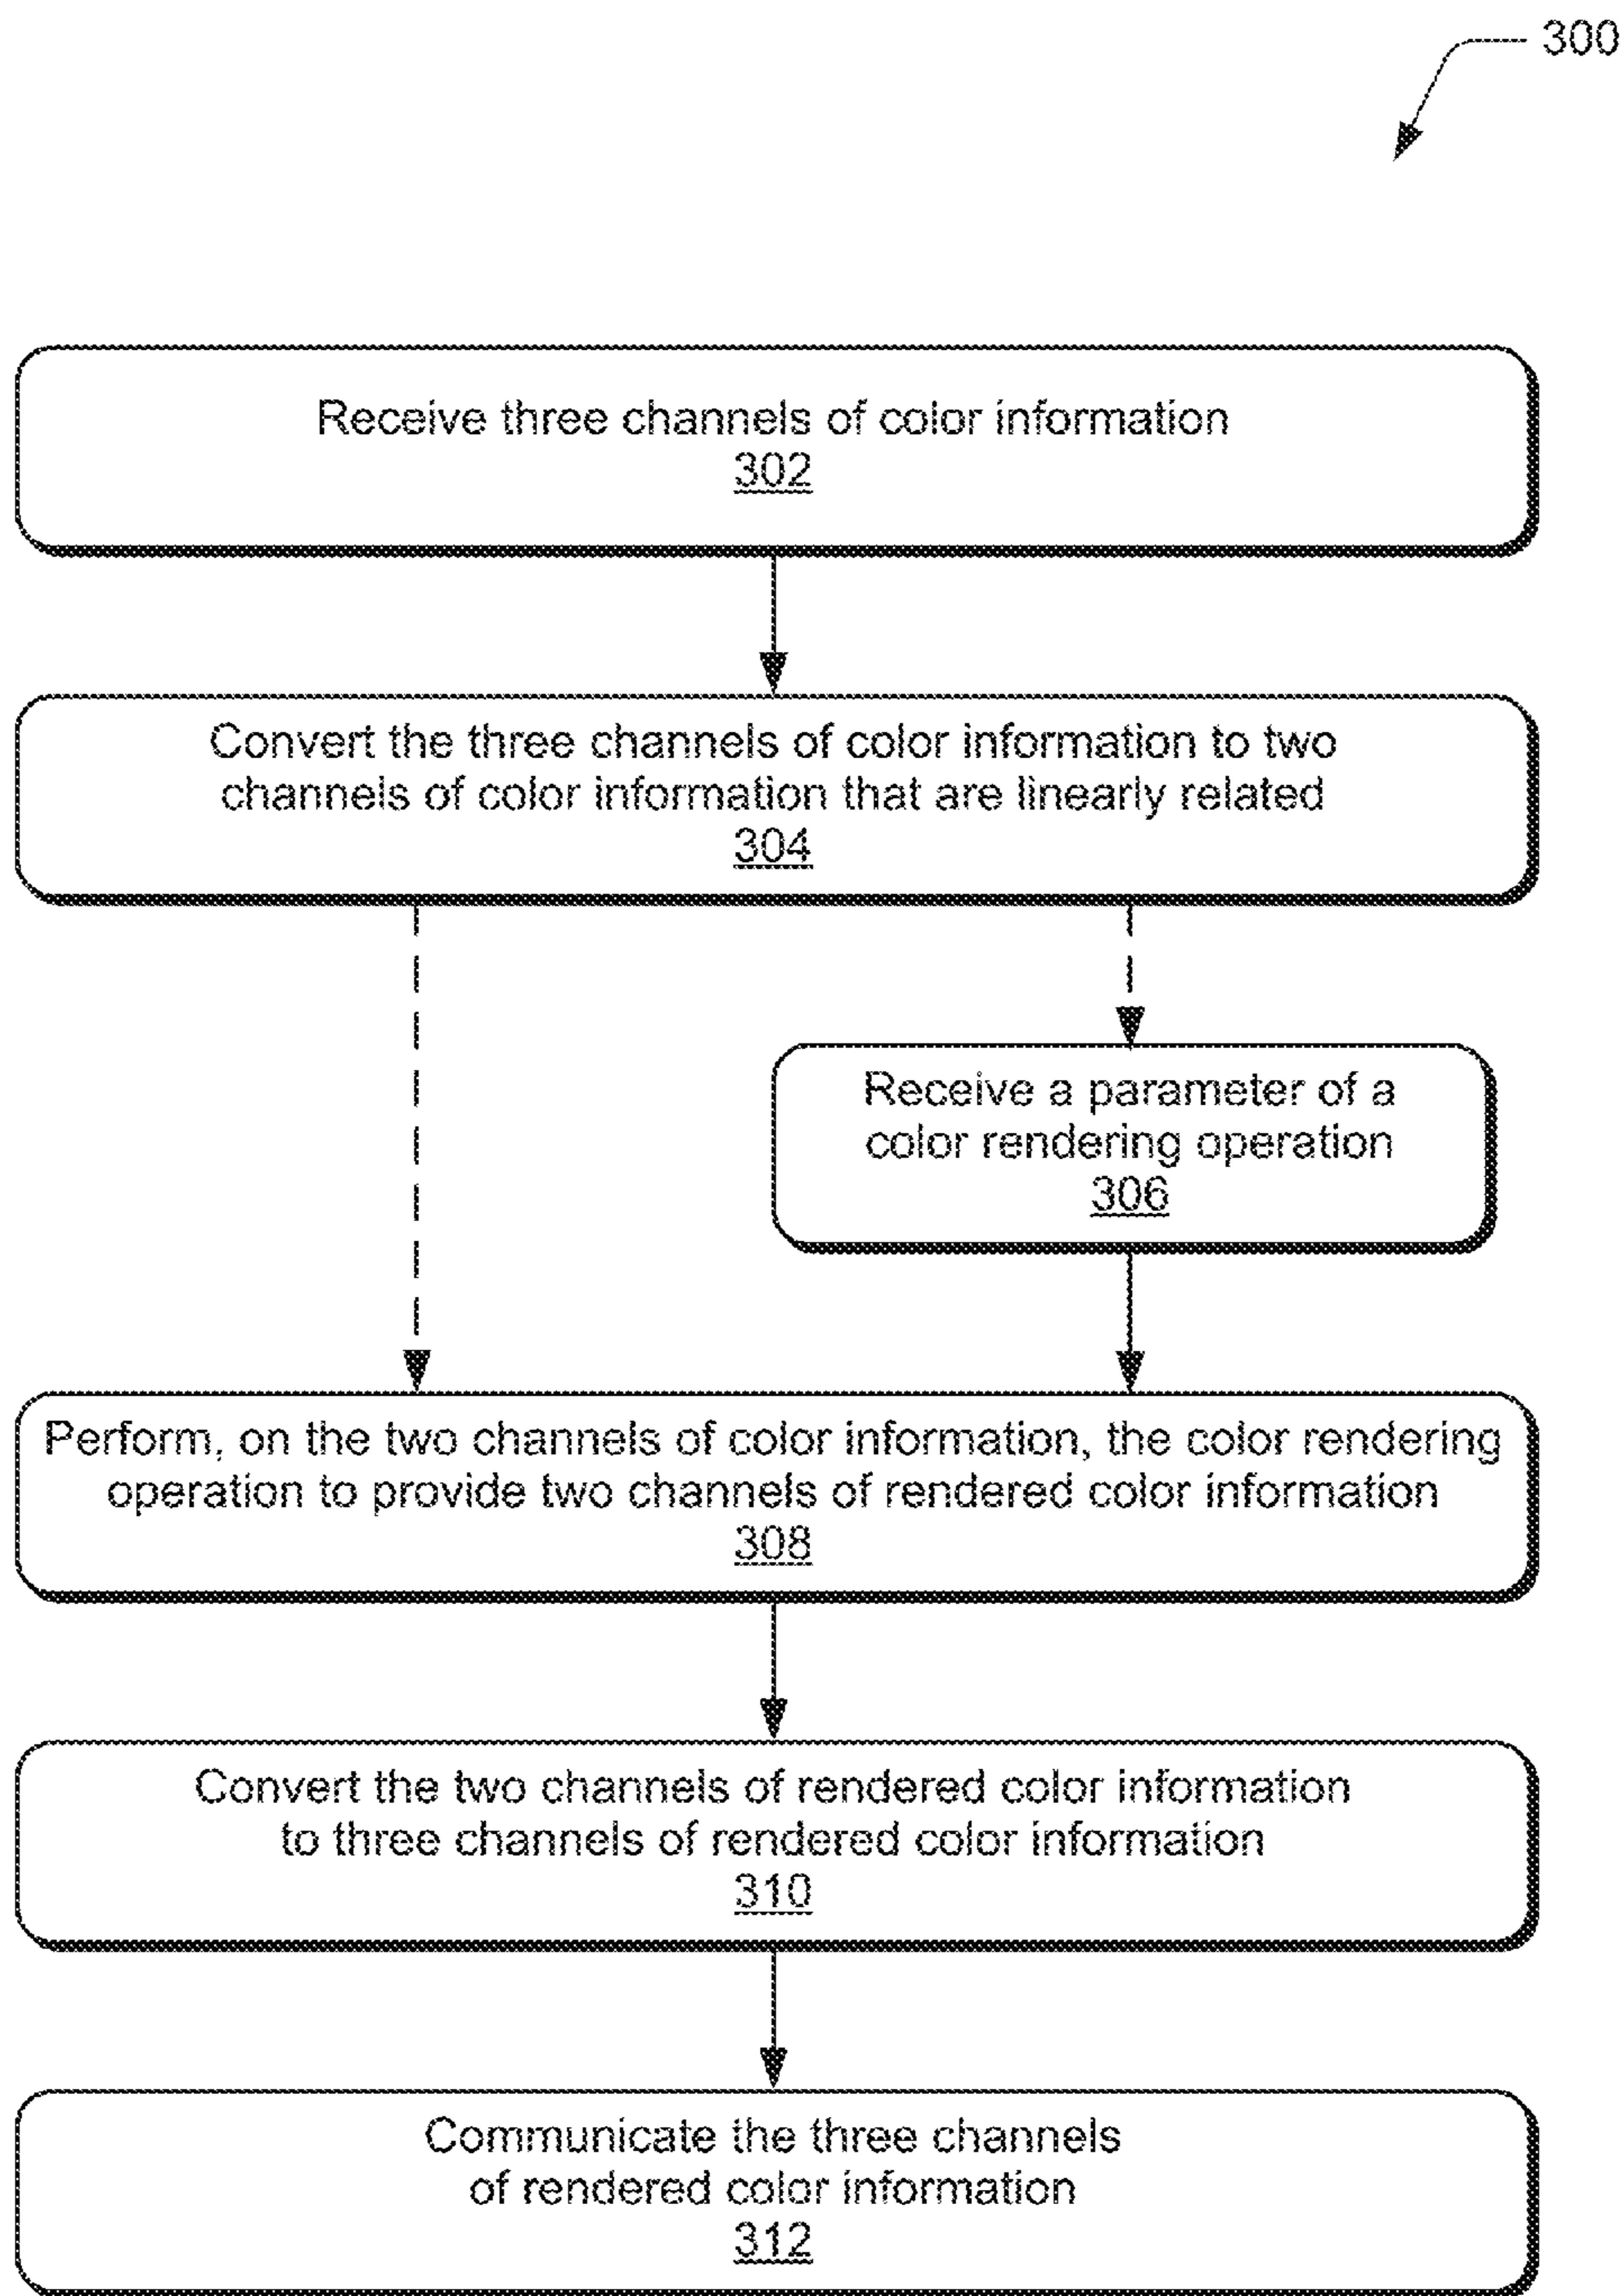 300
Receive three channels of color information
302
Convert the three channels of color information to two
channels of color information that are linearly related
304
Receive a parameter of a
color rendering operation
306
Perform, on the two channels of color information, the color rendering
operation to provide two channels of rendered color information
308
Convert the two channels of rendered color information
to three channels of rendered color information
310
Communicate the three channels
of rendered color information
312